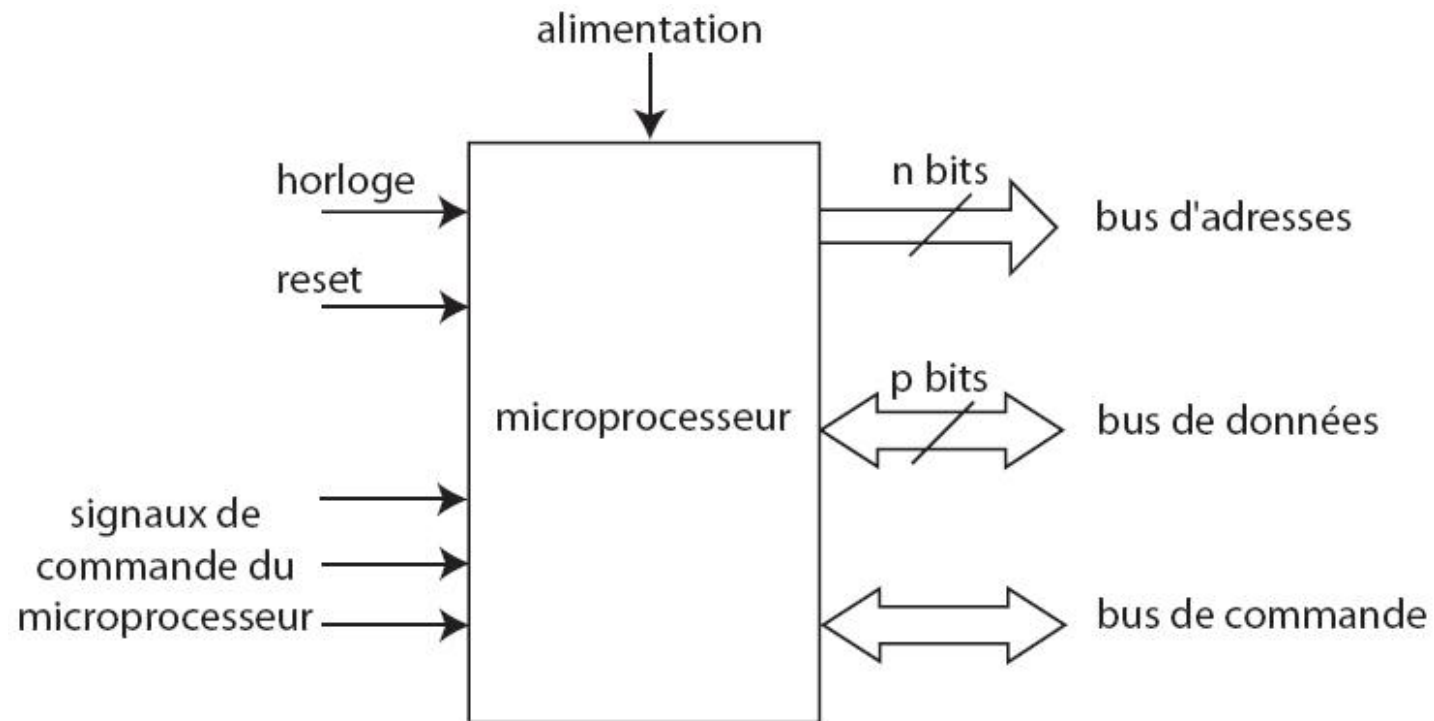 alimentation
horloge
n bits
bus d'adresses
reset
p bits
microprocesseur
bus de données
signaux de
commande du
microprocesseur
bus de commande